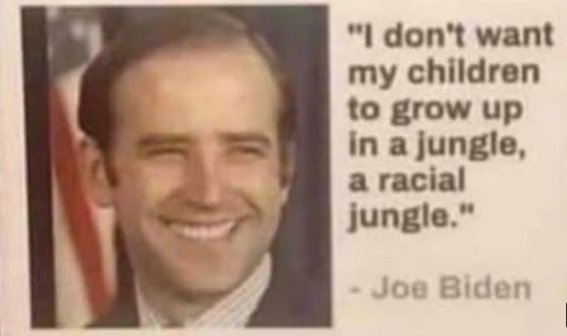 "I don't want
my children
to grow up
in a jungle,
a racial
jungle."
- Joe Biden